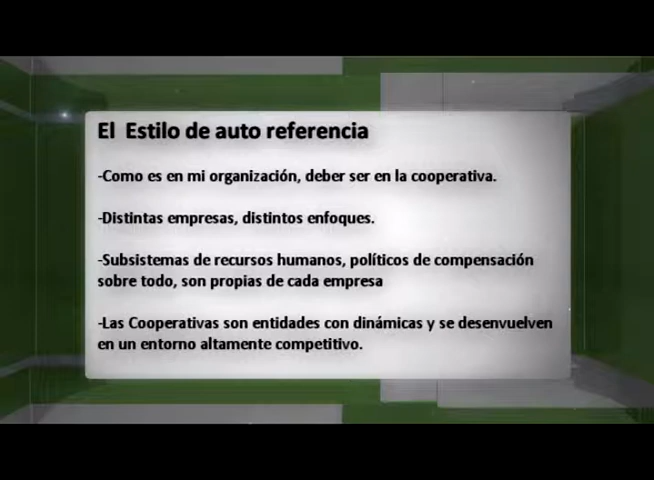 El Estilo de auto referencia
-Como es en mi organización, deber ser en la cooperativa.
-Distintas empresas, distintos enfoques.
-Subsistemas de recursos humanos, políticos de compensación
sobre todo, son propias de cada empresa
-Las Cooperativas son entidades con dinámicas y se desenvuelven
en un entorno altamente competitivo.